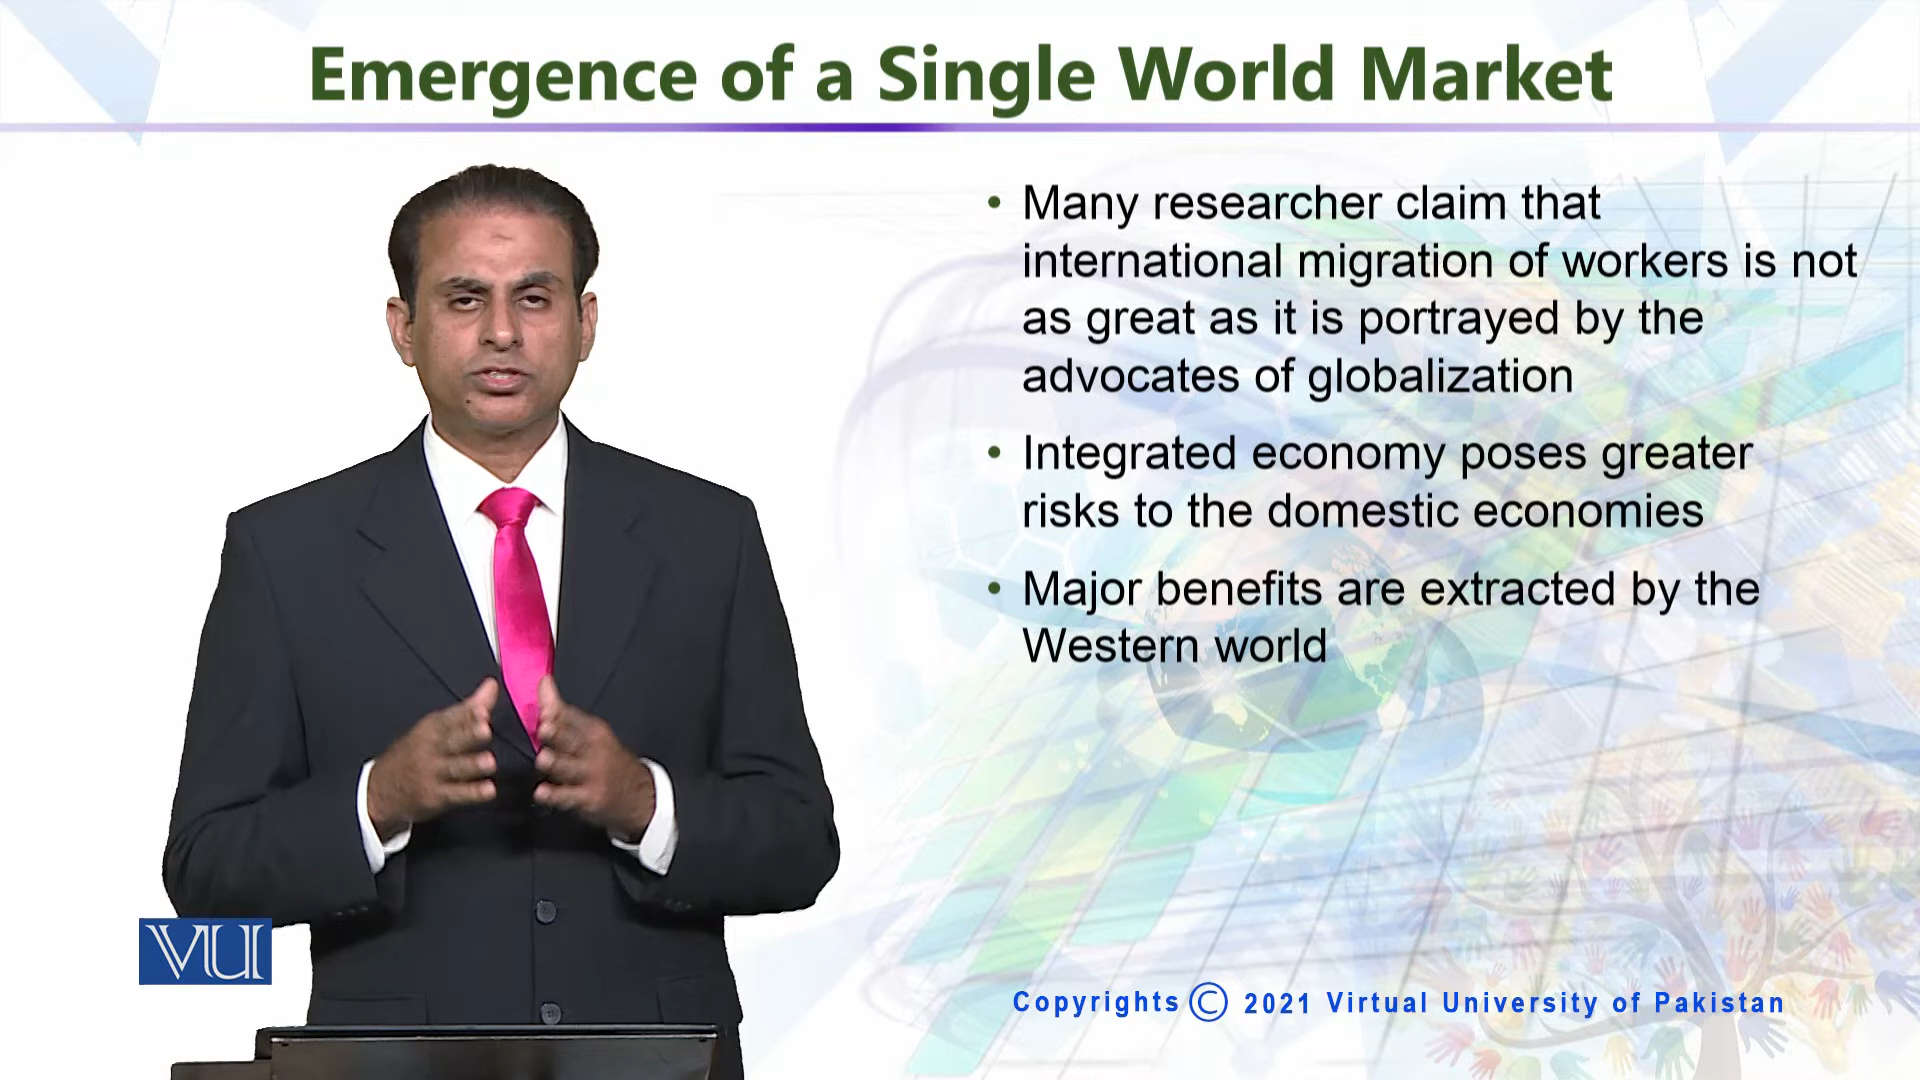 Emergence of a Single World Market
• Many researcher claim that
international migration of workers is not
as great as it is portrayed by the
advocates of globalization
• Integrated economy poses greater
risks to the domestic economies
• Major benefits are extracted by the
Western world
VU
Copyrights © 2021 Virtual University of Pakistan